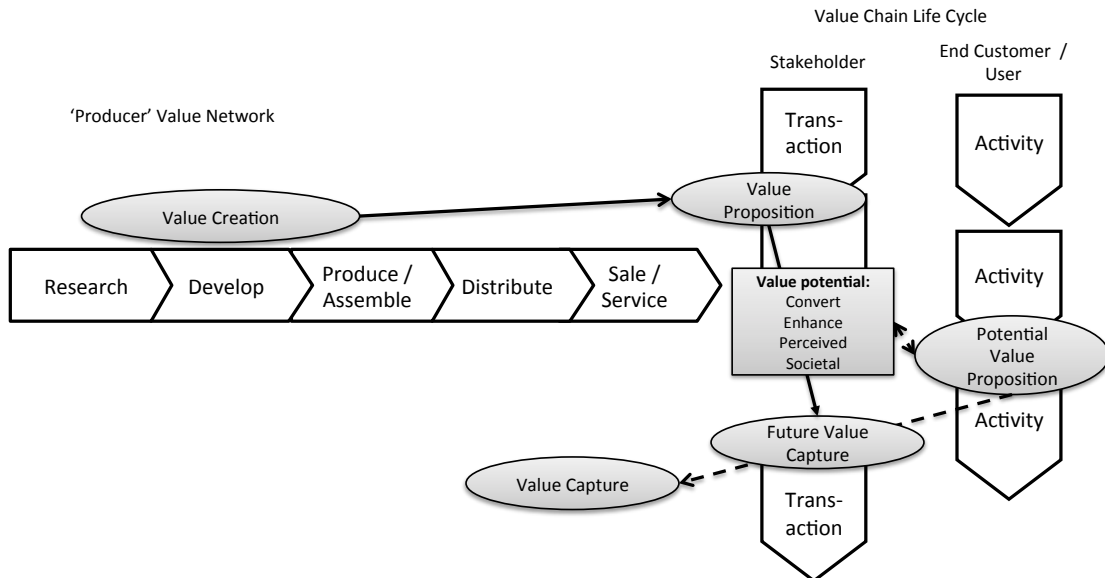 Value Chain Life Cycle
Stakeholder
End Customer /
User
'Producer' Value Network
Trans-
action
Activity
Value Creation
Value
Proposition
Research
Develop
Produce /
Assemble
Distribute
Sale /
Service
Value potential:
Convert
Enhance
Perceived
Societal
Activity
Potential
Value
Proposition
Future Value
Capture
Activity
Value Capture
Trans-
action